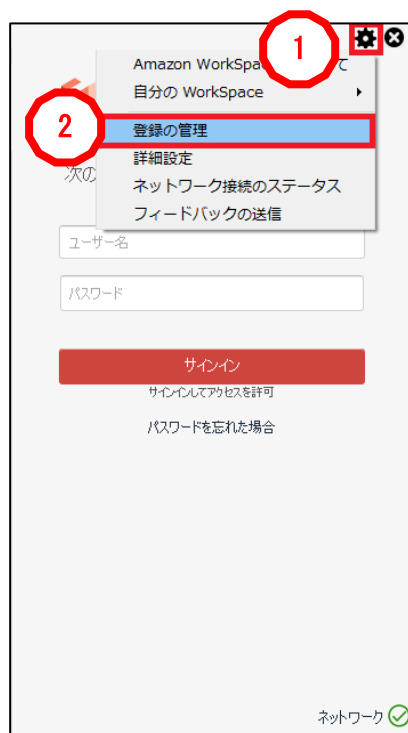 1
Amazon WorkSpa て
自分の WorkSpace
2
登録の管理
詳細設定
次の
ネットワーク接続のステータス
フィードバックの送信
ユーザー名
パスワード
サインイン
サインインしてアクセスを許可
パスワードを忘れた場合
ネットワーク